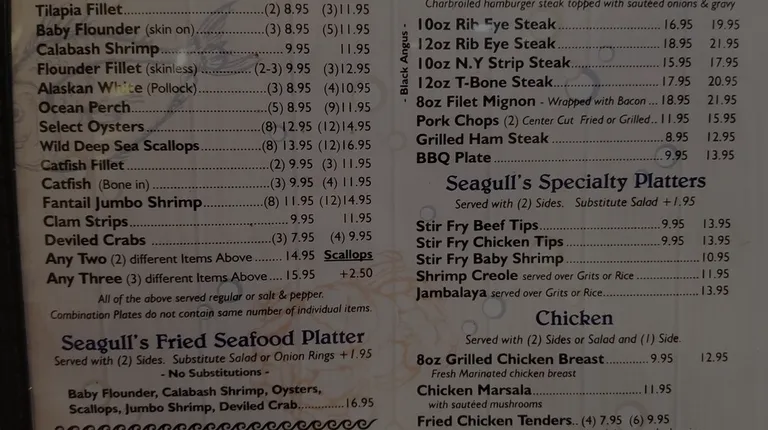 Tilapia Fillet..................(2) 8.95 (3)11.95
Baby Flounder (skin on)..................(3) 8.95 (5)11.95
Calabash Shrimp..................9.95 11.95
Flounder Fillet (skinless)..............(2-3) 9.95 (3)12.95
Alaskan White (Pollock)..................(3) 8.95 (4)10.95
Ocean Perch..................(5) 8.95 (9)11.95
Select Oysters..................(8) 12.95 (12)14.95
Wild Deep Sea Scallops..................(8) 13.95 (12)16.95
Catfish Fillet..................(2) 9.95 (3) 11.95
Catfish (Bone in)..................(3) 9.95 (4) 11.95
Fantail Jumbo Shrimp..................(8) 11.95 (12)14.95
Clam Strips..................9.95 11.95
Deviled Crabs..................(3) 7.95 (4) 9.95
Any Two (2) different Items Above ....... 14.95 Scallops
Any Three (3) different Items Above.... 15.95 +2.50
All of the above served regular or salt & pepper.
Combination Plates do not contain same number of individual items.
Seagull's Fried Seafood Platter
Served with (2) Sides. Substitute Salad or Onion Rings +1.95
- No Substitutions -
Baby Flounder, Calabash Shrimp, Oysters,
Scallops, Jumbo Shrimp, Deviled Crab.............16.95
Charbroiled hamburger steak topped with sautéed onions & gravy
- Black Angus -
10oz Rib Eye Steak..................16.95 19.95
12oz Rib Eye Steak..................18.95 21.95
10oz N.Y Strip Steak..................15.95 17.95
12oz T-Bone Steak..................17.95 20.95
8oz Filet Mignon - Wrapped with Bacon ... 18.95 21.95
Pork Chops (2) Center Cut Fried or Grilled.. 11.95 15.95
Grilled Ham Steak ..................8.95 12.95
BBQ Plate ..................9.95 13.95
Seagull's Specialty Platters
Served with (2) Sides. Substitute Salad +1.95
Stir Fry Beef Tips..................9.95 13.95
Stir Fry Chicken Tips..................9.95 13.95
Stir Fry Baby Shrimp..................10.95
Shrimp Creole served over Grits or Rice ..................11.95
Jambalaya served over Grits or Rice..................13.95
Chicken
Served with (2) Sides or Salad and (1) Side.
8oz Grilled Chicken Breast.............9.95 12.95
Fresh Marinated chicken breast
Chicken Marsala..................11.95
with sautéed mushrooms
Fried Chicken Tenders.. (4) 7.95 (6) 9.95